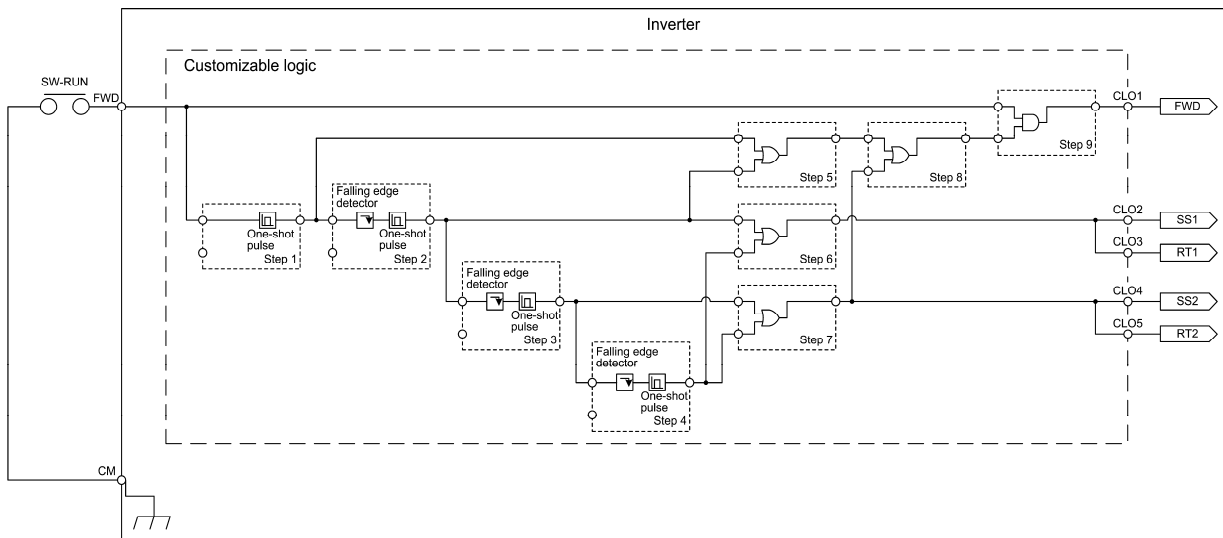 Inverter
Customizable logic
SW-RUN
FWD
CLO1
FWD
Step 9
Step 5
Step 8
Falling edge
detector
One-shot
pulse
Step 1
One-shot
pulse
Step 2
Step 6
CLO2
SS1
CLO3
RT1
Falling edge
detector
One-shot
pulse
Step 3
Step 7
CLO4
SS2
CLO5
RT2
Falling edge
detector
One-shot
pulse
Step 4
CM